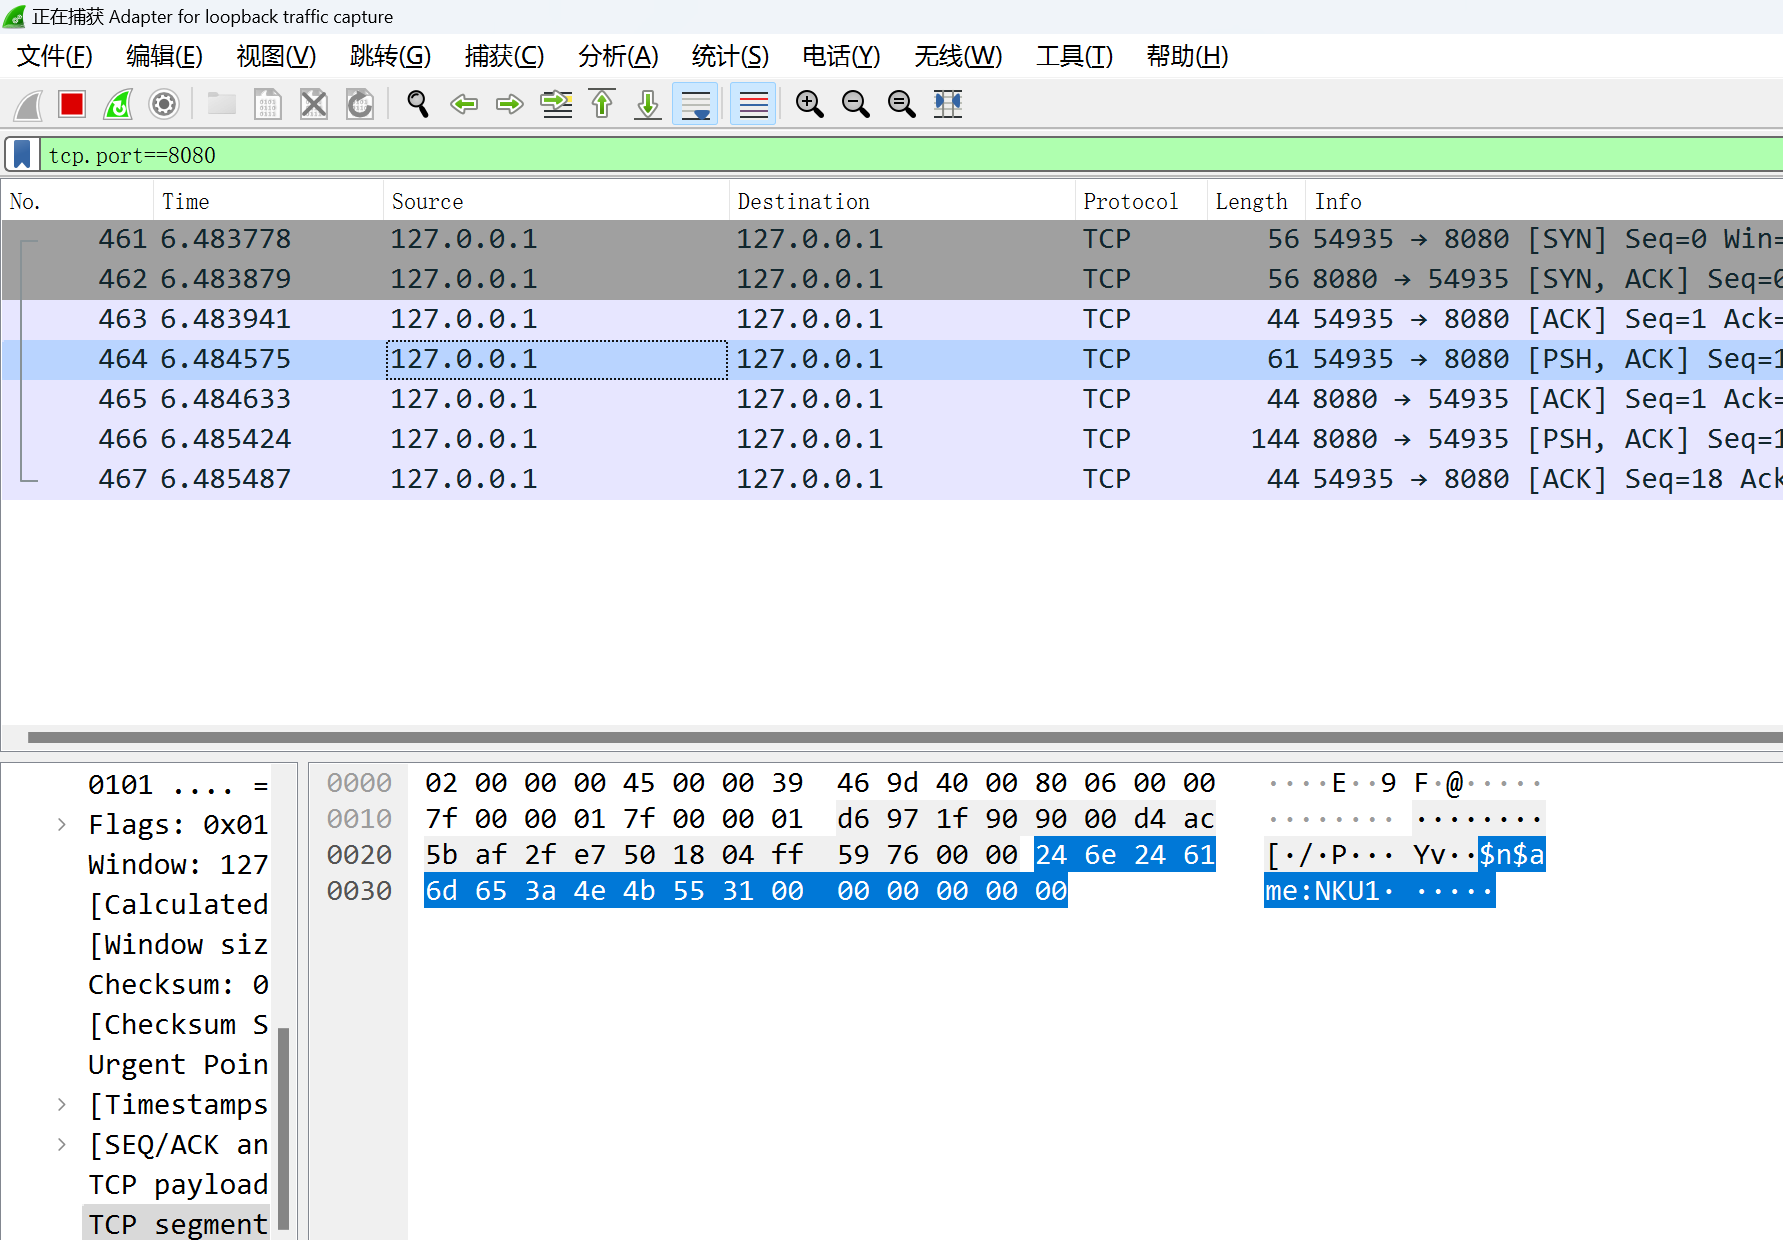 正在捕获 Adapter for loopback traffic capture
文件(F) 编辑(E) 视图(V) 跳转(G) 捕获(C) 分析(A) 统计(S) 电话(Y) 无线(W) 工具(T) 帮助(H)
tcp.port==8080
No. Time Source Destination Protocol Length Info
461 6.483778 127.0.0.1 127.0.0.1 TCP 56 54935 → 8080 [SYN] Seq=0 Win=
462 6.483879 127.0.0.1 127.0.0.1 TCP 56 8080 → 54935 [SYN, ACK] Seq=0
463 6.483941 127.0.0.1 127.0.0.1 TCP 44 54935 → 8080 [ACK] Seq=1 Ack=
464 6.484575 127.0.0.1 127.0.0.1 TCP 61 54935 → 8080 [PSH, ACK] Seq=1
465 6.484633 127.0.0.1 127.0.0.1 TCP 44 8080 → 54935 [ACK] Seq=1 Ack=
466 6.485424 127.0.0.1 127.0.0.1 TCP 144 8080 → 54935 [PSH, ACK] Seq=1
467 6.485487 127.0.0.1 127.0.0.1 TCP 44 54935 → 8080 [ACK] Seq=18 Ack
0101 .... =
Flags: 0x01
Window: 127
[Calculated
[Window siz
Checksum: 0
[Checksum S
Urgent Poin
[Timestamps
[SEQ/ACK an
TCP payload
TCP segment
0000 02 00 00 00 45 00 00 39 46 9d 40 00 80 06 00 00 ····E··9 F·@·····
0010 7f 00 00 01 7f 00 00 01 d6 97 1f 90 90 00 d4 ac ········ ········
0020 5b af 2f e7 50 18 04 ff 59 76 00 00 24 6e 24 61 [·/·P··· Yv··$n$a
0030 6d 65 3a 4e 4b 55 31 00 00 00 00 00 00 me:NKU1· ·····